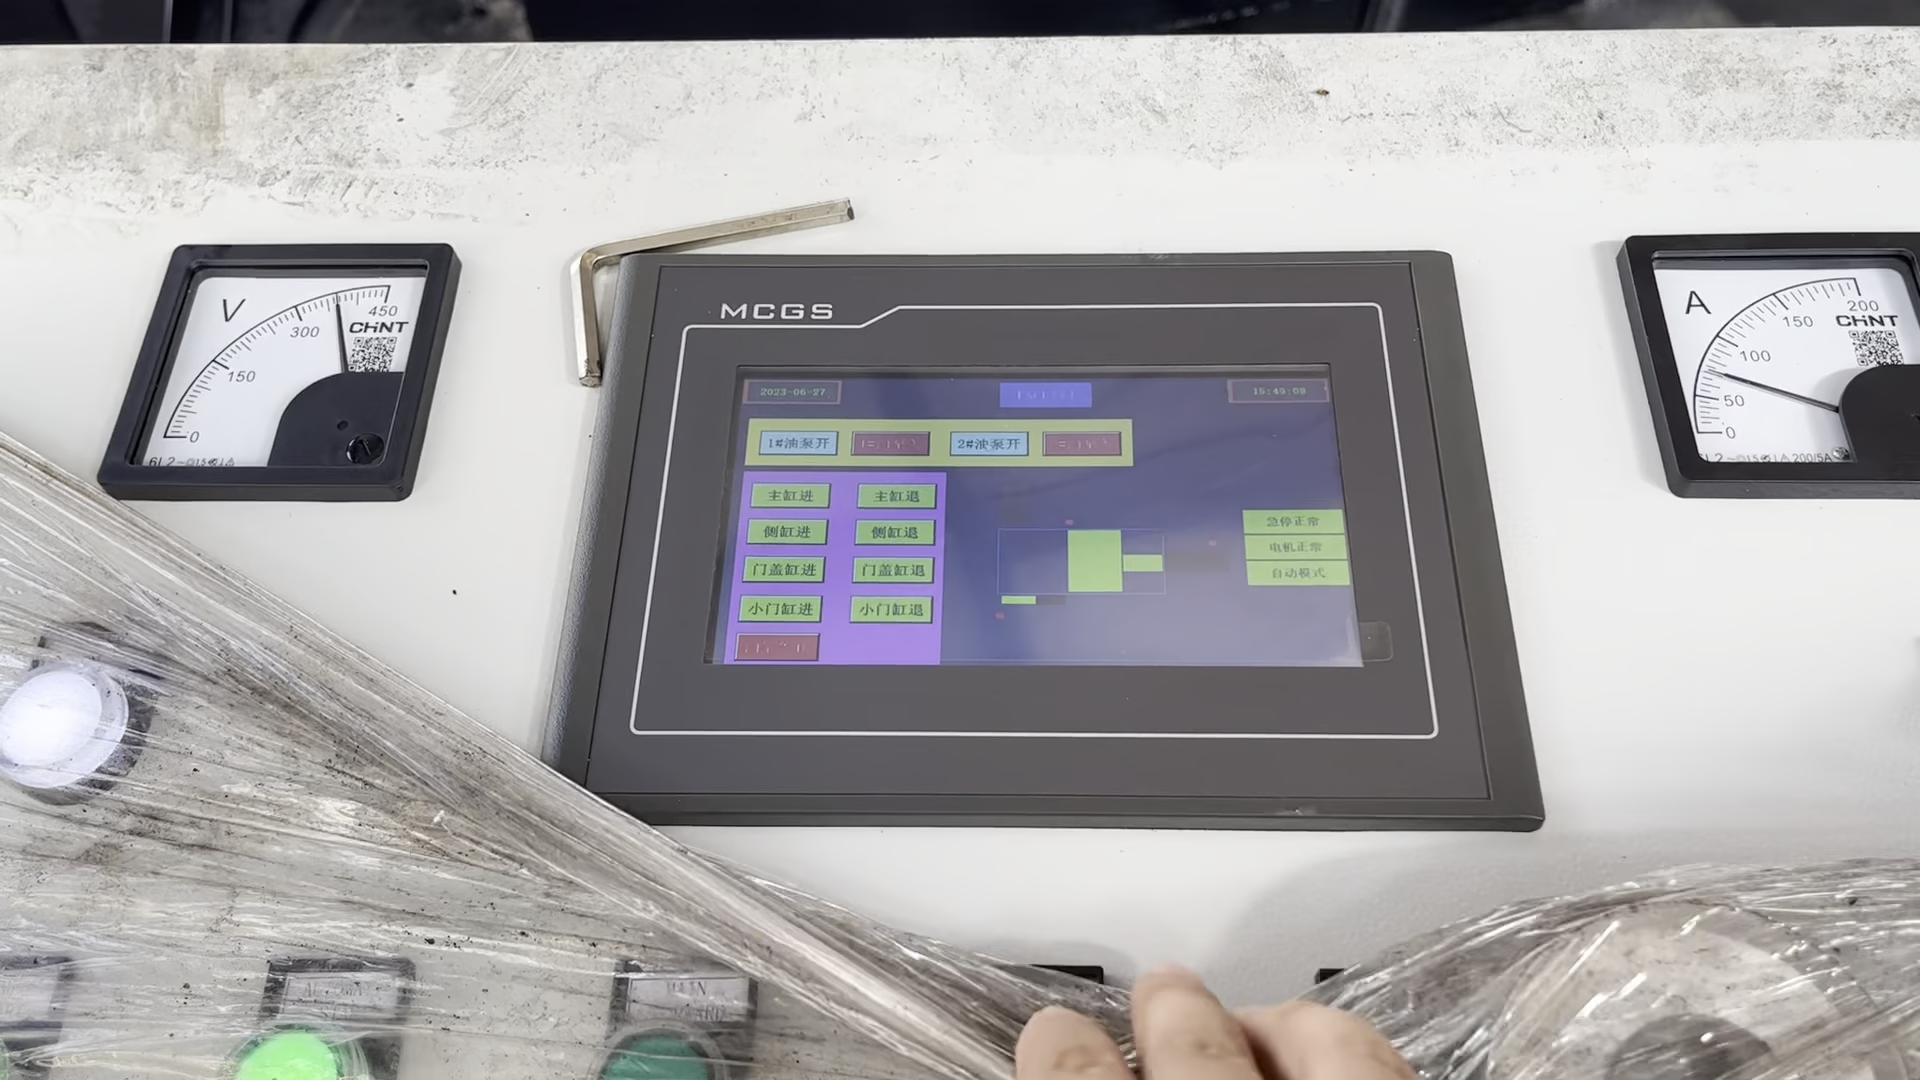 V
450
300
150
0
CHNT
MCGS
2023-06-27
15:49:09
1#油泵开
2#油泵开
主缸进
主缸退
侧缸进
侧缸退
门盖缸进
门盖缸退
小门缸进
小门缸退
急停正常
电机正常
自动模式
A
200
150
100
50
0
CHNT
200/5A
MAIN